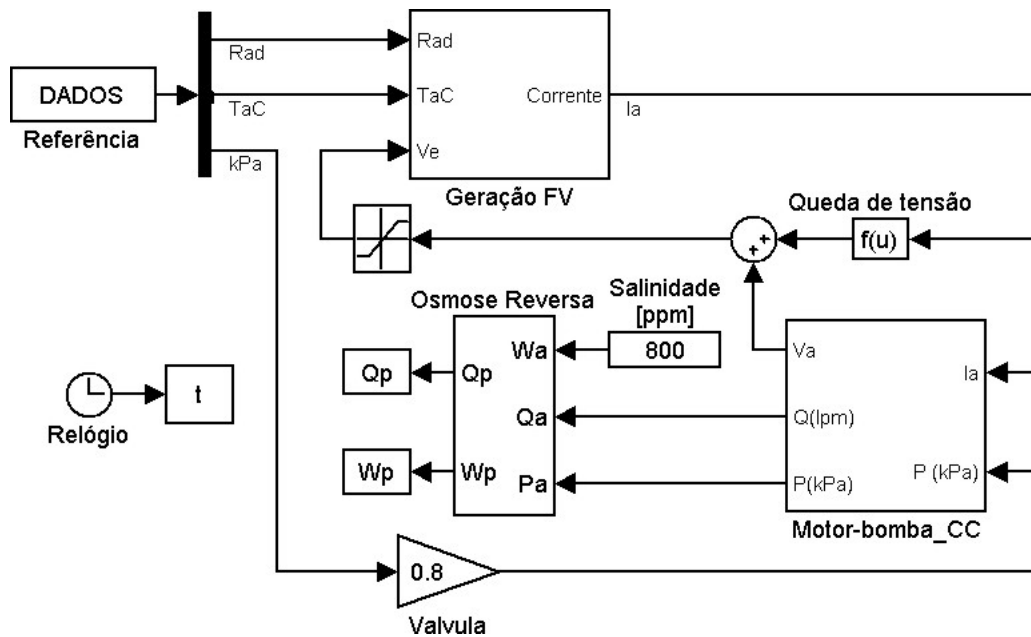 DADOS
Referência
Rad
TaC
kPa
Rad
TaC
Ve
Corrente
Geração FV
Ia
Queda de tensão
f(u)
+
+
Osmose Reversa
Salinidade
[ppm]
800
Wa
Qa
Pa
Qp
Wp
Qp
Wp
Va
Q(lpm)
P(kPa)
Ia
P (kPa)
Motor-bomba_CC
t
Relógio
0.8
Valvula